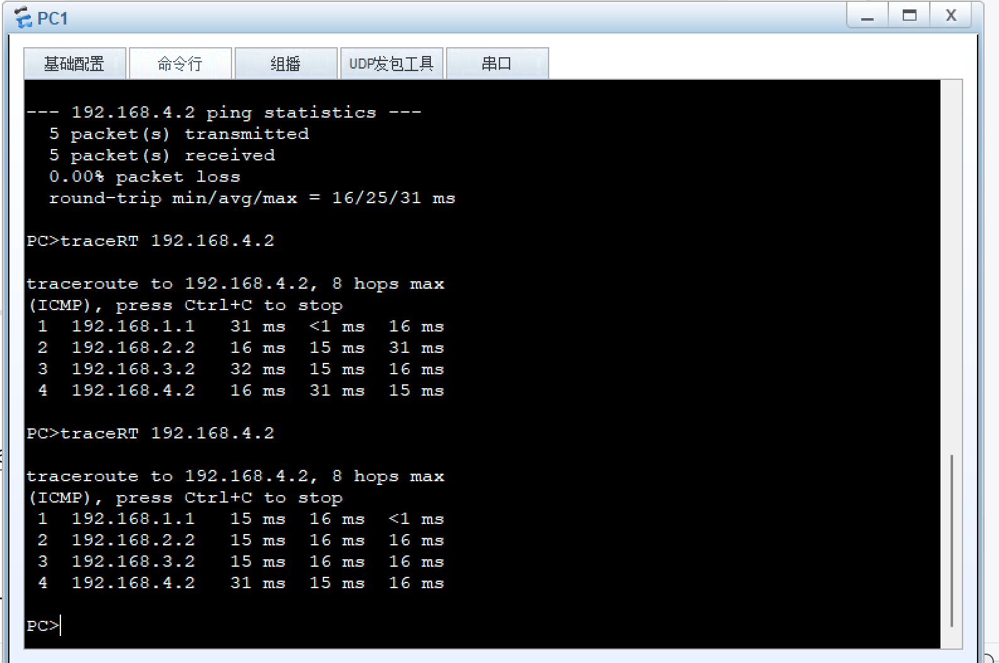 PC1
基础配置 命令行 组播 UDP发包工具 串口
--- 192.168.4.2 ping statistics ---
5 packet(s) transmitted
5 packet(s) received
0.00% packet loss
round-trip min/avg/max = 16/25/31 ms
PC>traceRT 192.168.4.2
traceroute to 192.168.4.2, 8 hops max
(ICMP), press Ctrl+C to stop
1 192.168.1.1 31 ms <1 ms 16 ms
2 192.168.2.2 16 ms 15 ms 31 ms
3 192.168.3.2 32 ms 15 ms 16 ms
4 192.168.4.2 16 ms 31 ms 15 ms
PC>traceRT 192.168.4.2
traceroute to 192.168.4.2, 8 hops max
(ICMP), press Ctrl+C to stop
1 192.168.1.1 15 ms 16 ms <1 ms
2 192.168.2.2 15 ms 16 ms 16 ms
3 192.168.3.2 15 ms 16 ms 16 ms
4 192.168.4.2 31 ms 15 ms 16 ms
PC>